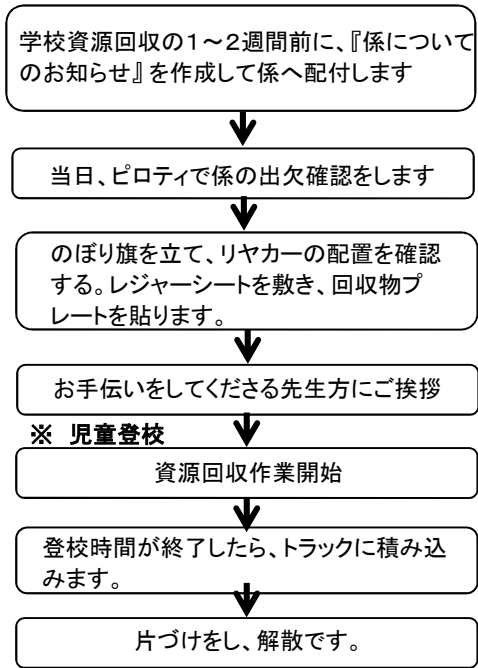 学校資源回収の１～２週間前に、『係について
のお知らせ』を作成して係へ配付します
当日、ピロティで係の出欠確認をします
のぼり旗を立て、リヤカーの配置を確認
する。レジャーシートを敷き、回収物プ
レートを貼ります。
お手伝いをしてくださる先生方にご挨拶
※ 児童登校
資源回収作業開始
登校時間が終了したら、トラックに積み込
みます。
片づけをし、解散です。